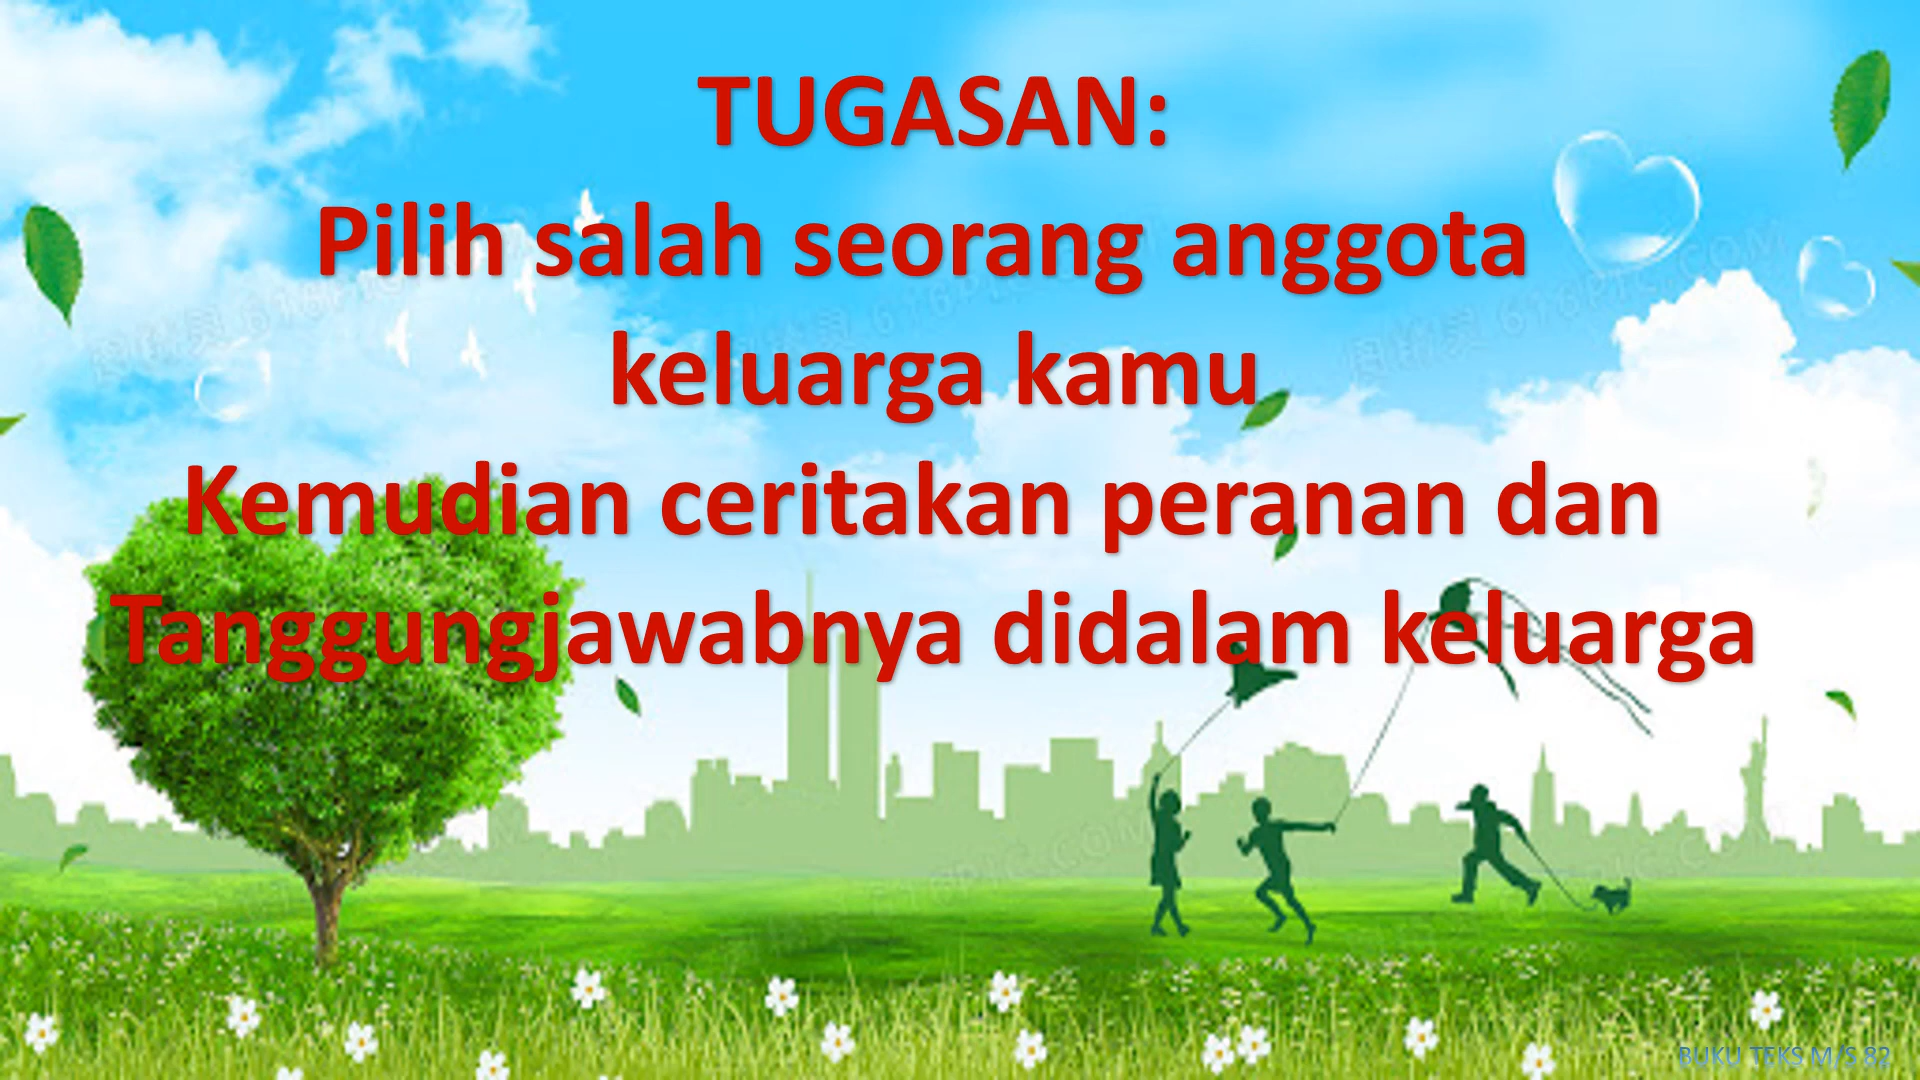 TUGASAN:
Pilih salah seorang anggota
keluarga kamu
Kemudian ceritakan peranan dan
Tanggungjawabnya didalam keluarga
BUKU TEKS M/S 82